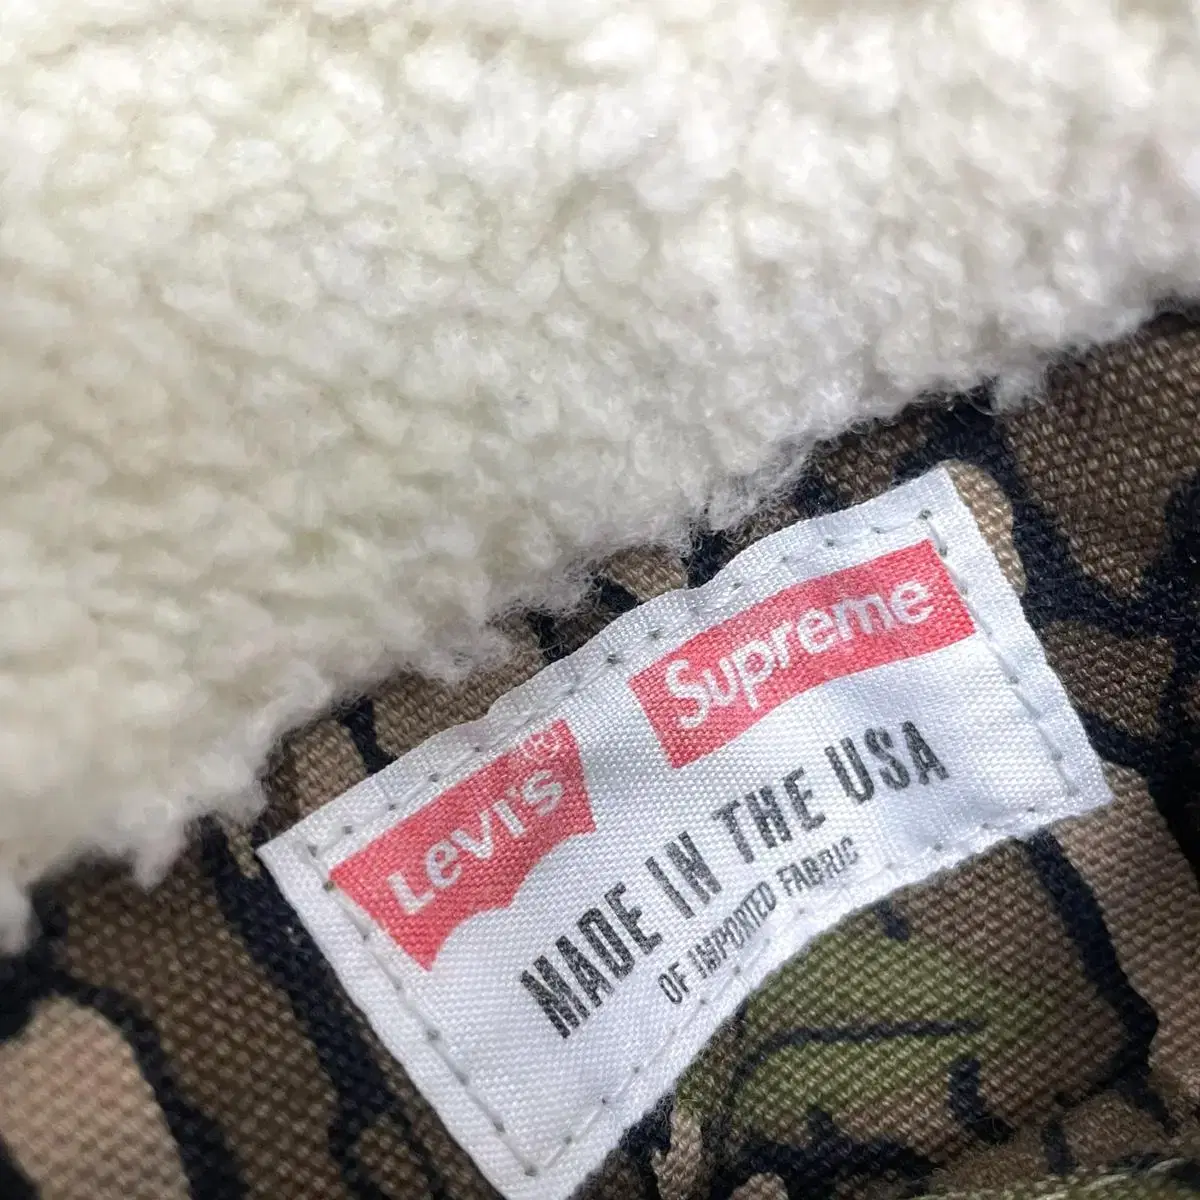 Levi's®
Supreme
MADE IN THE USA
OF IMPORTED FABRIC